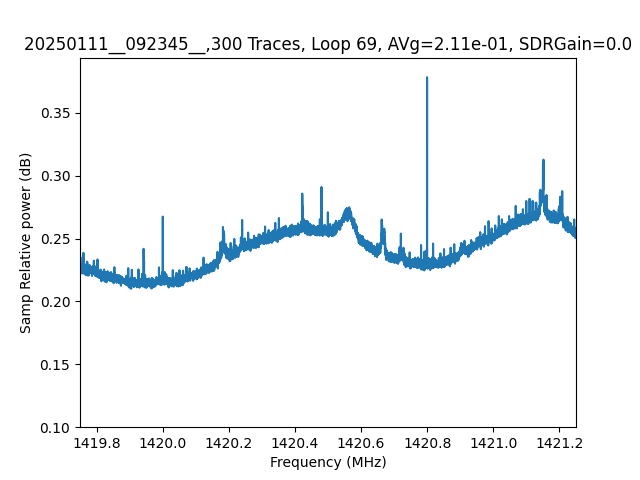 20250111__092345__,300 Traces, Loop 69, AVg=2.11e-01, SDRGain=0.0
0.35
0.30
0.25
0.20
0.15
0.10
Samp Relative power (dB)
1419.8 1420.0 1420.2 1420.4 1420.6 1420.8 1421.0 1421.2
Frequency (MHz)